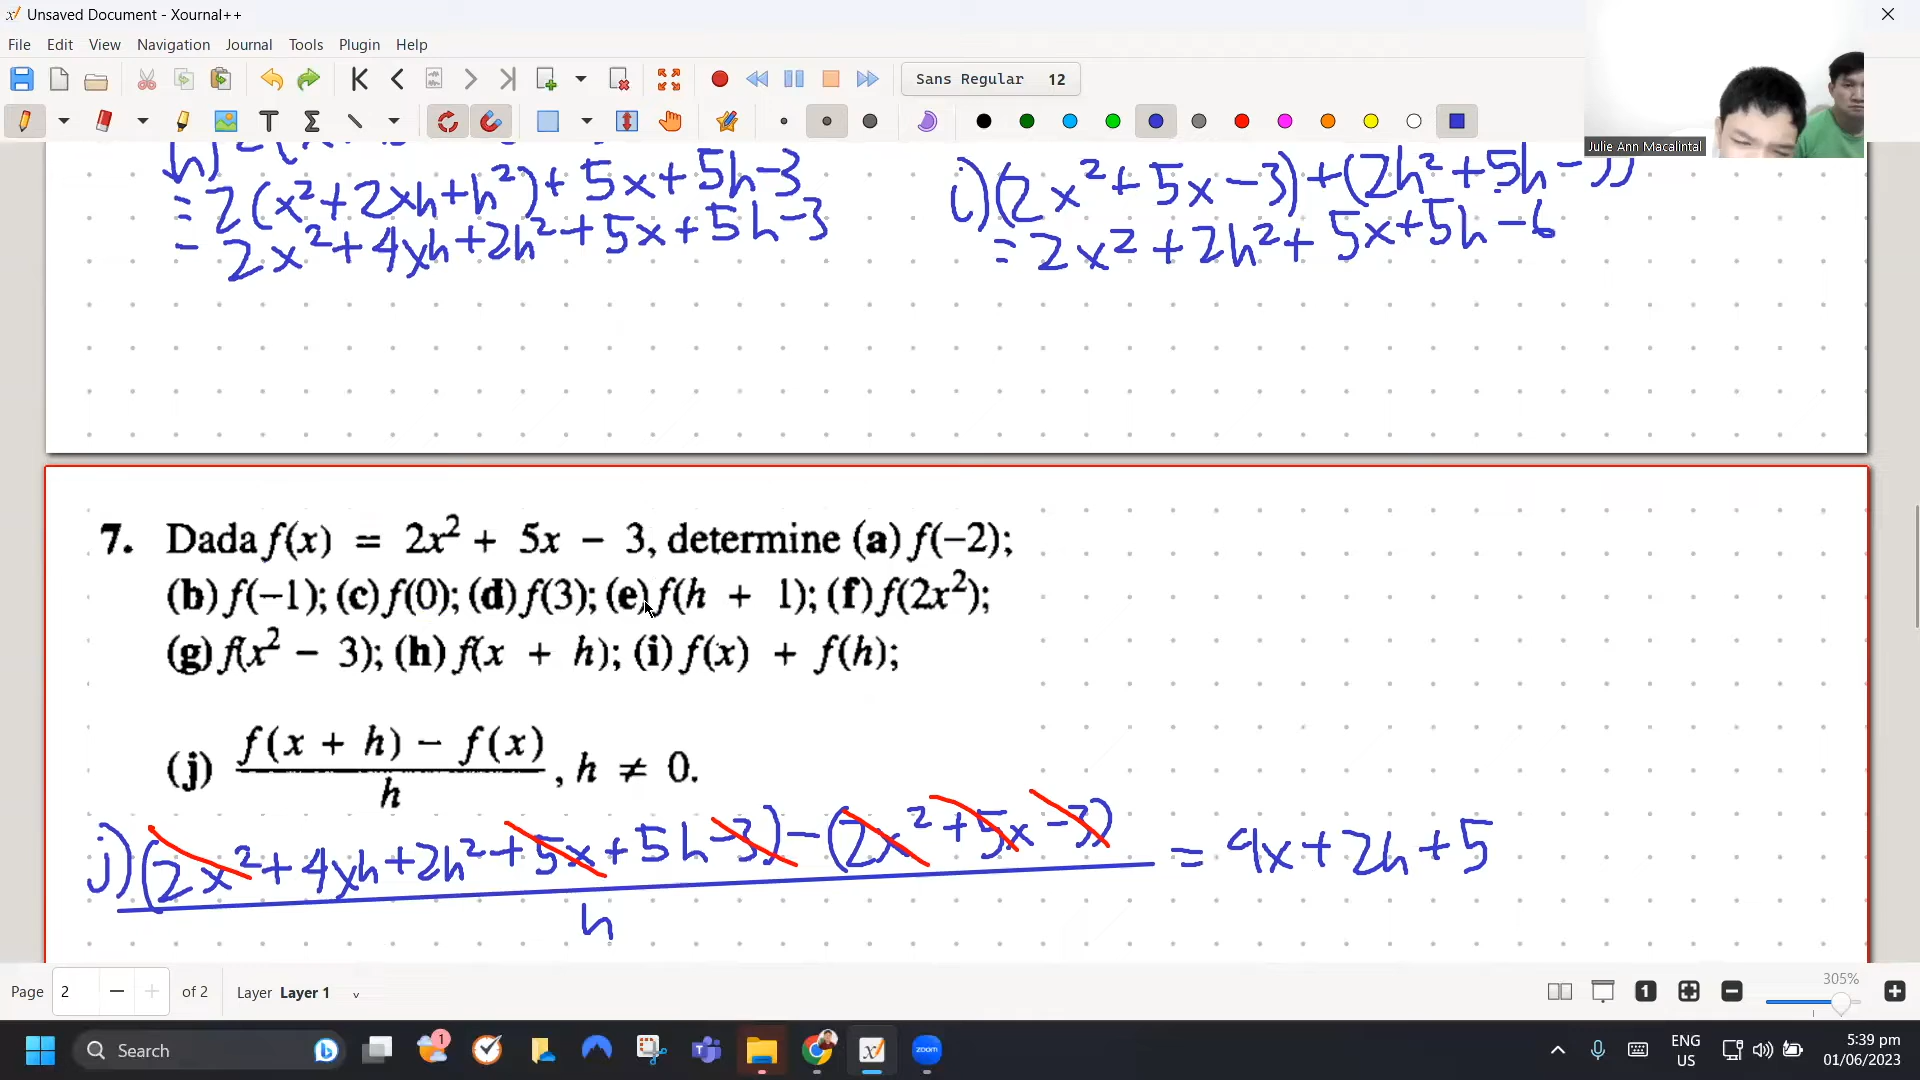 Unsaved Document - Xournal++
File Edit View Navigation Journal Tools Plugin Help
Sans Regular 12
Julie Ann Macalintal
h)
= 2(x²+2xh+h²)+5x+5h-3
= 2x²+4xh+2h²+5x+5h-3
i)(2x²+5x-3)+(2h²+5h-3)
= 2x²+2h²+5x+5h-6
7. Dada f(x) = 2x² + 5x − 3, determine (a) f(−2);
(b) f(−1); (c) f(0); (d) f(3); (e) f(h + 1); (f) f(2x²);
(g) f(x² − 3); (h) f(x + h); (i) f(x) + f(h);
(j) f(x + h) − f(x)
h
, h ≠ 0.
j)(2x²+4xh+2h²+5x+5h-3)-(2x²+5x-3) = 4x+2h+5
h
Page 2 of 2 Layer Layer 1
305%
Search
1
zoom
ENG
US
5:39 pm
01/06/2023